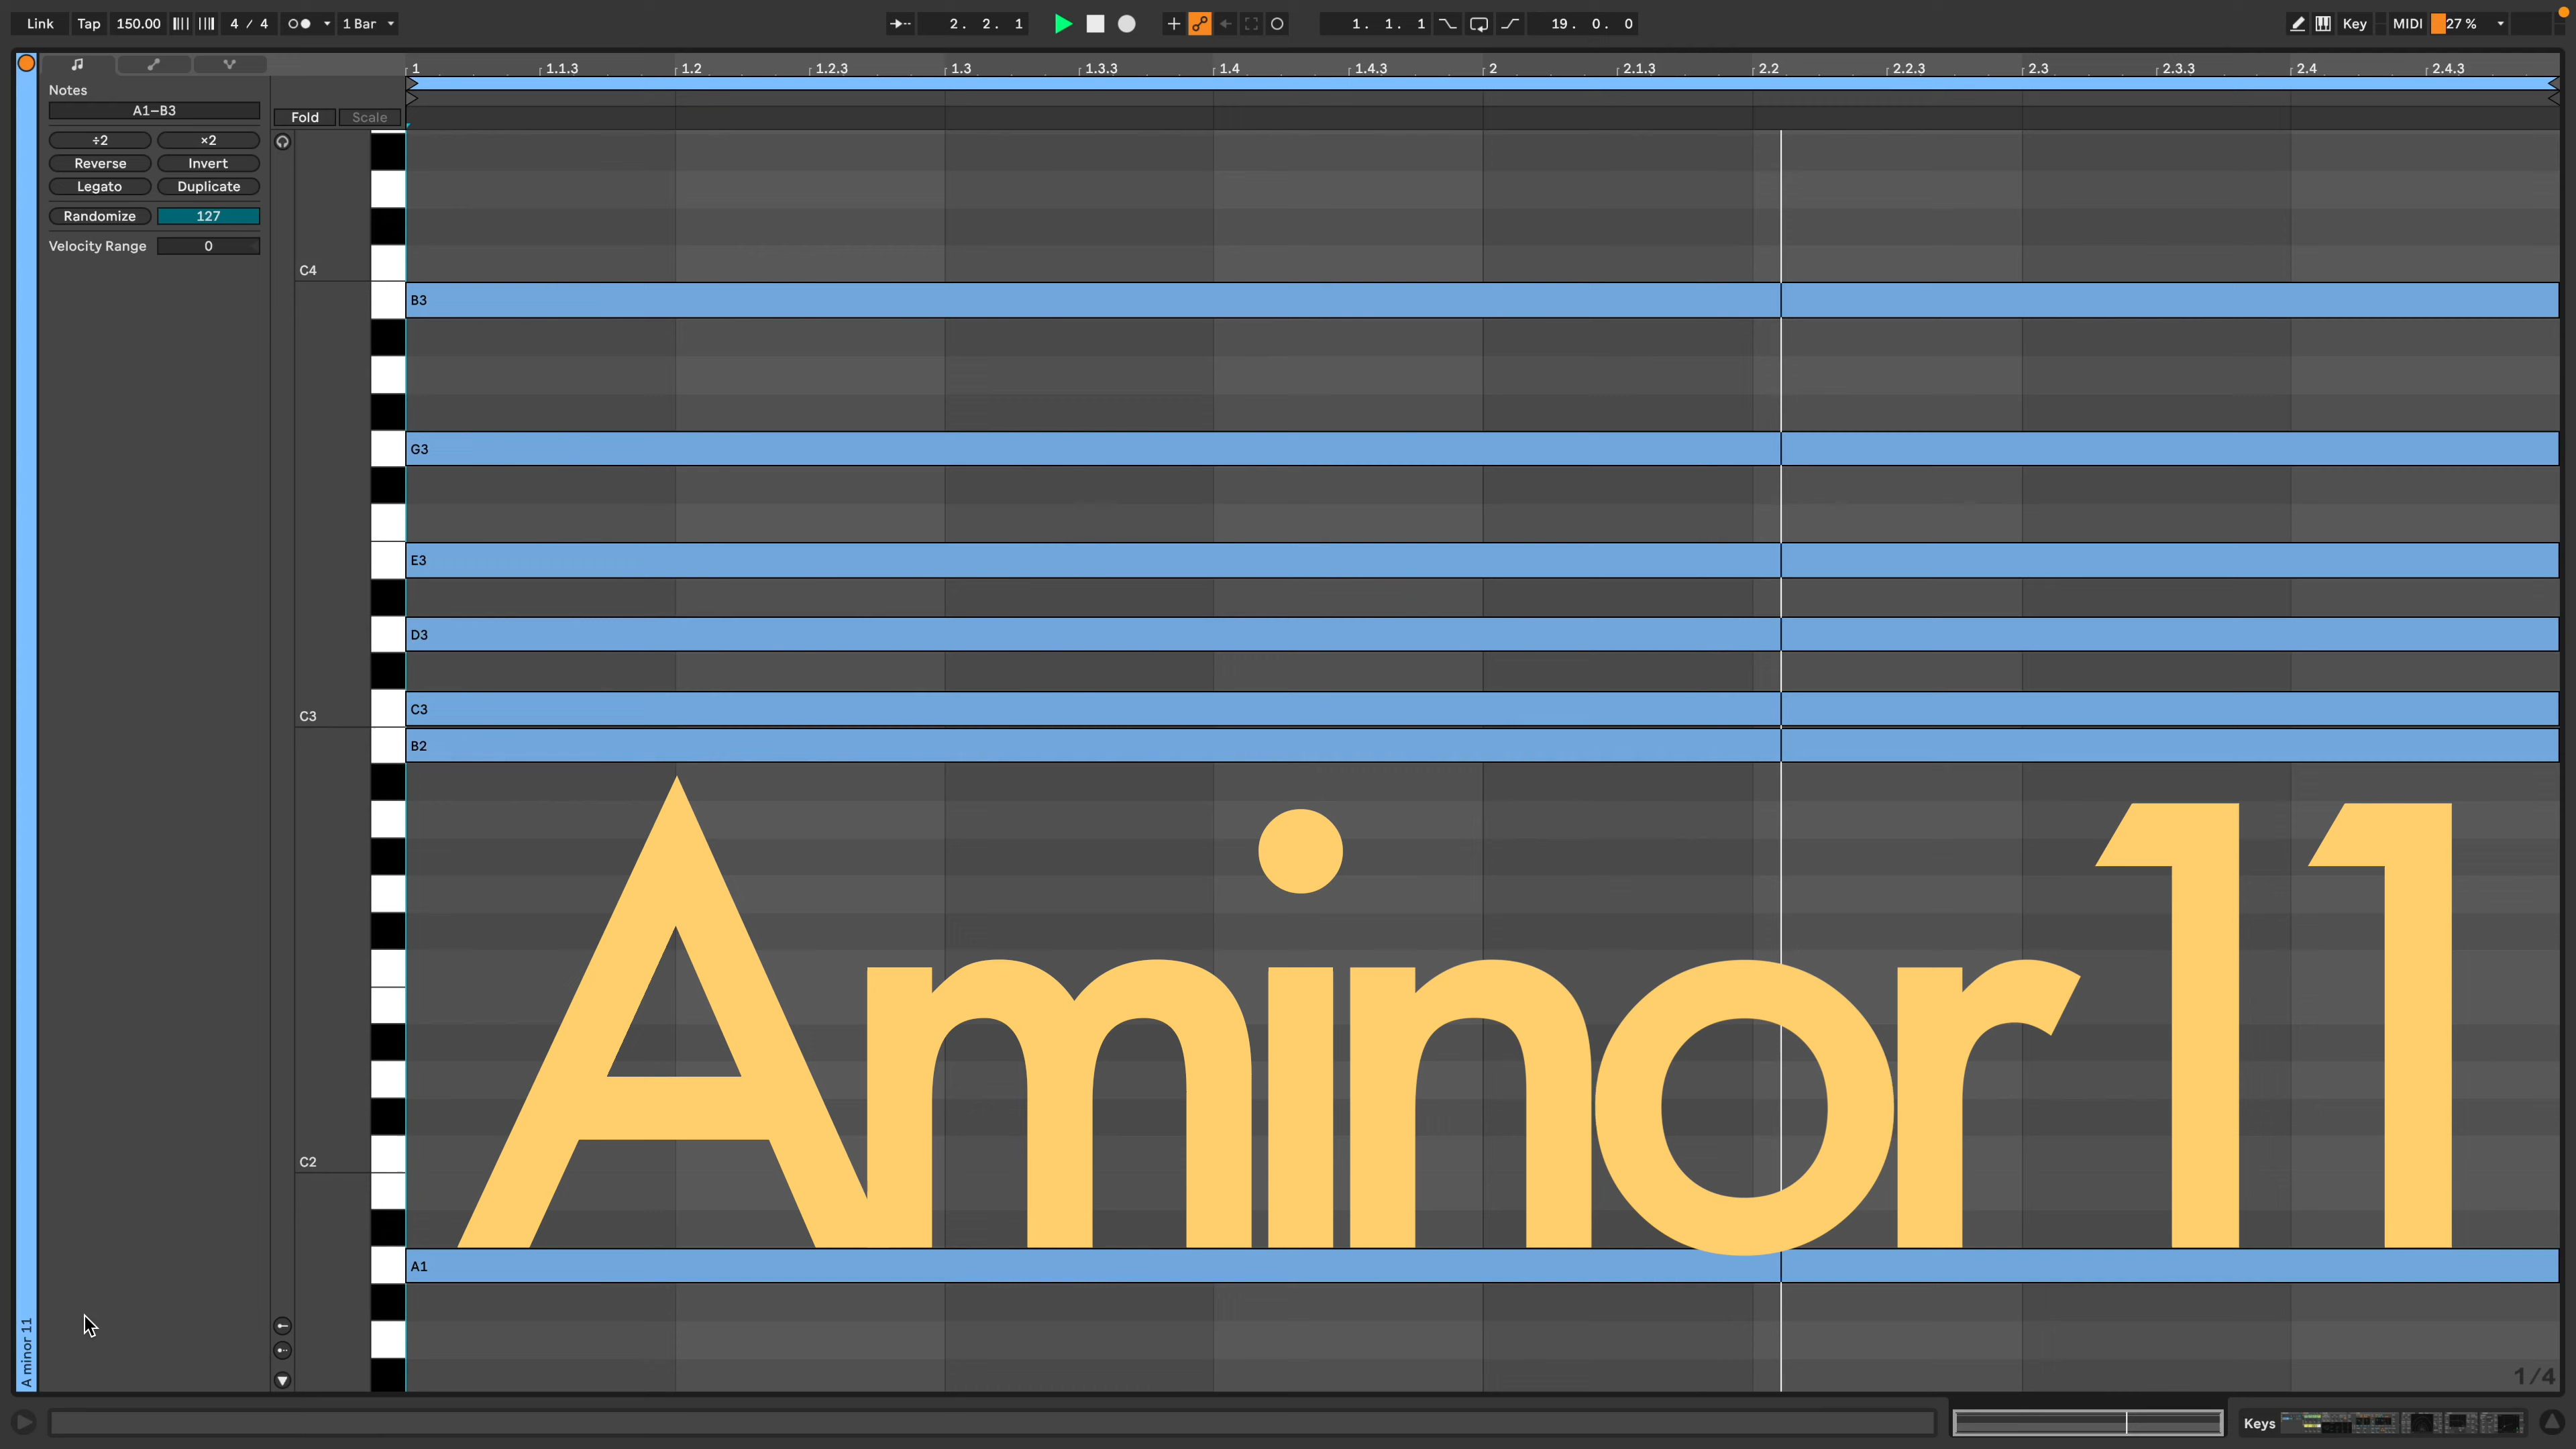 Link Tap 150.00 4 / 4 1 Bar 2. 2. 1 1. 1. 1 19. 0. 0 Key MIDI 27 %
1 1.1.3 1.2 1.2.3 1.3 1.3.3 1.4 1.4.3 2 2.1.3 2.2 2.2.3 2.3 2.3.3 2.4 2.4.3
Notes
A1–B3
Fold Scale
÷2 ×2
Reverse Invert
Legato Duplicate
Randomize 127
Velocity Range 0
C4
B3
G3
E3
D3
C3 C3
B2
A minor 11
C2
A1
A minor 11
1/4
Keys